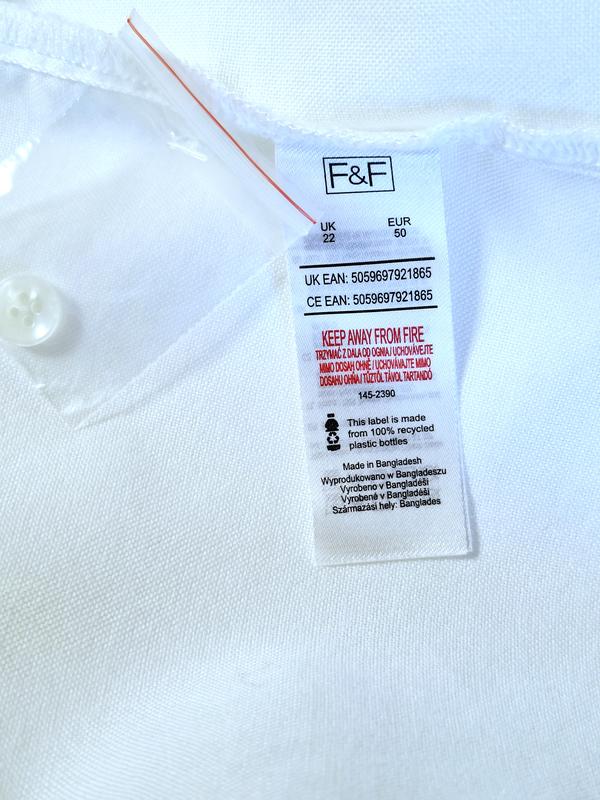 F&F
UK EUR
22 50
UK EAN: 5059697921865
CE EAN: 5059697921865
KEEP AWAY FROM FIRE
TRZYMAĆ Z DALA OD OGNIA / UCHOVÁVEJTE
MIMO DOSAH OHNĚ / UCHOVÁVAJTE MIMO
DOSAHU OHŇA / TŰZTŐL TÁVOL TARTANDÓ
145-2390
This label is made
from 100% recycled
plastic bottles
Made in Bangladesh
Wyprodukowano w Bangladeszu
Vyrobeno v Bangladéši
Vyrobené v Bangladéši
Származási hely: Banglades